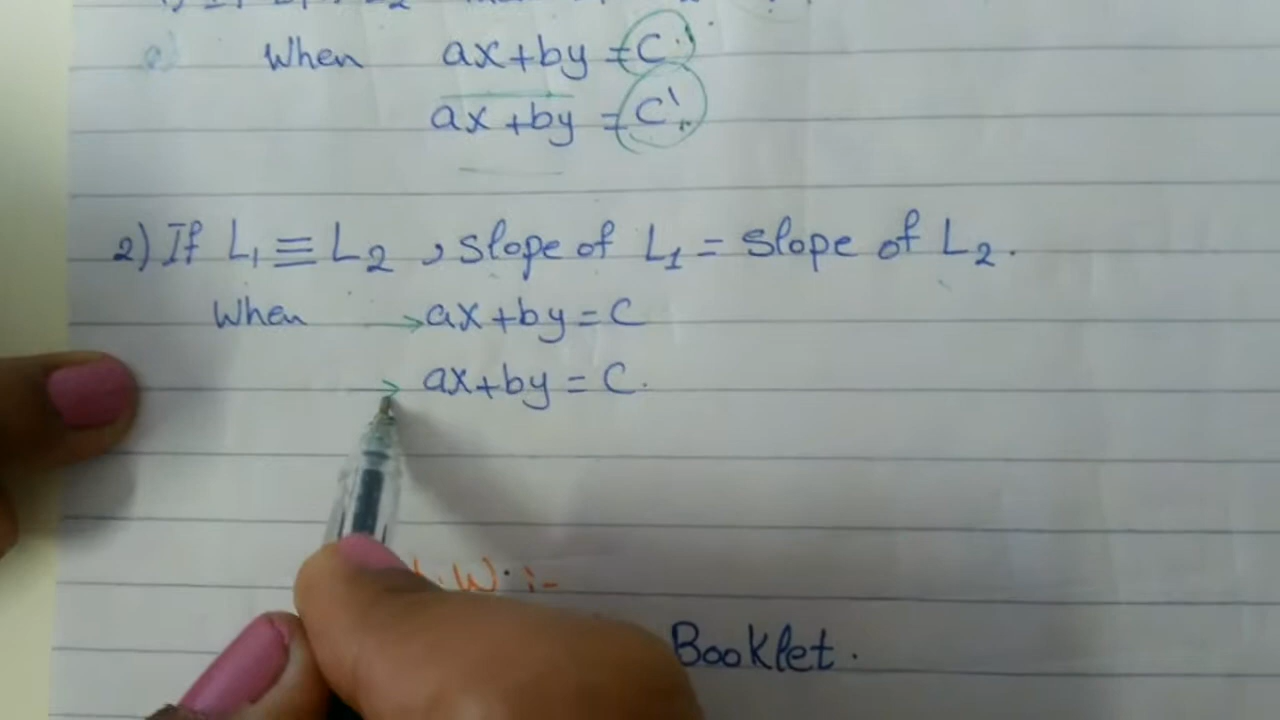 When ax+by = C
ax+by = C'
2) If L₁ ≡ L₂ , Slope of L₁ = Slope of L₂.
When → ax+by = C
→ ax+by = C.
W. :-
Booklet.